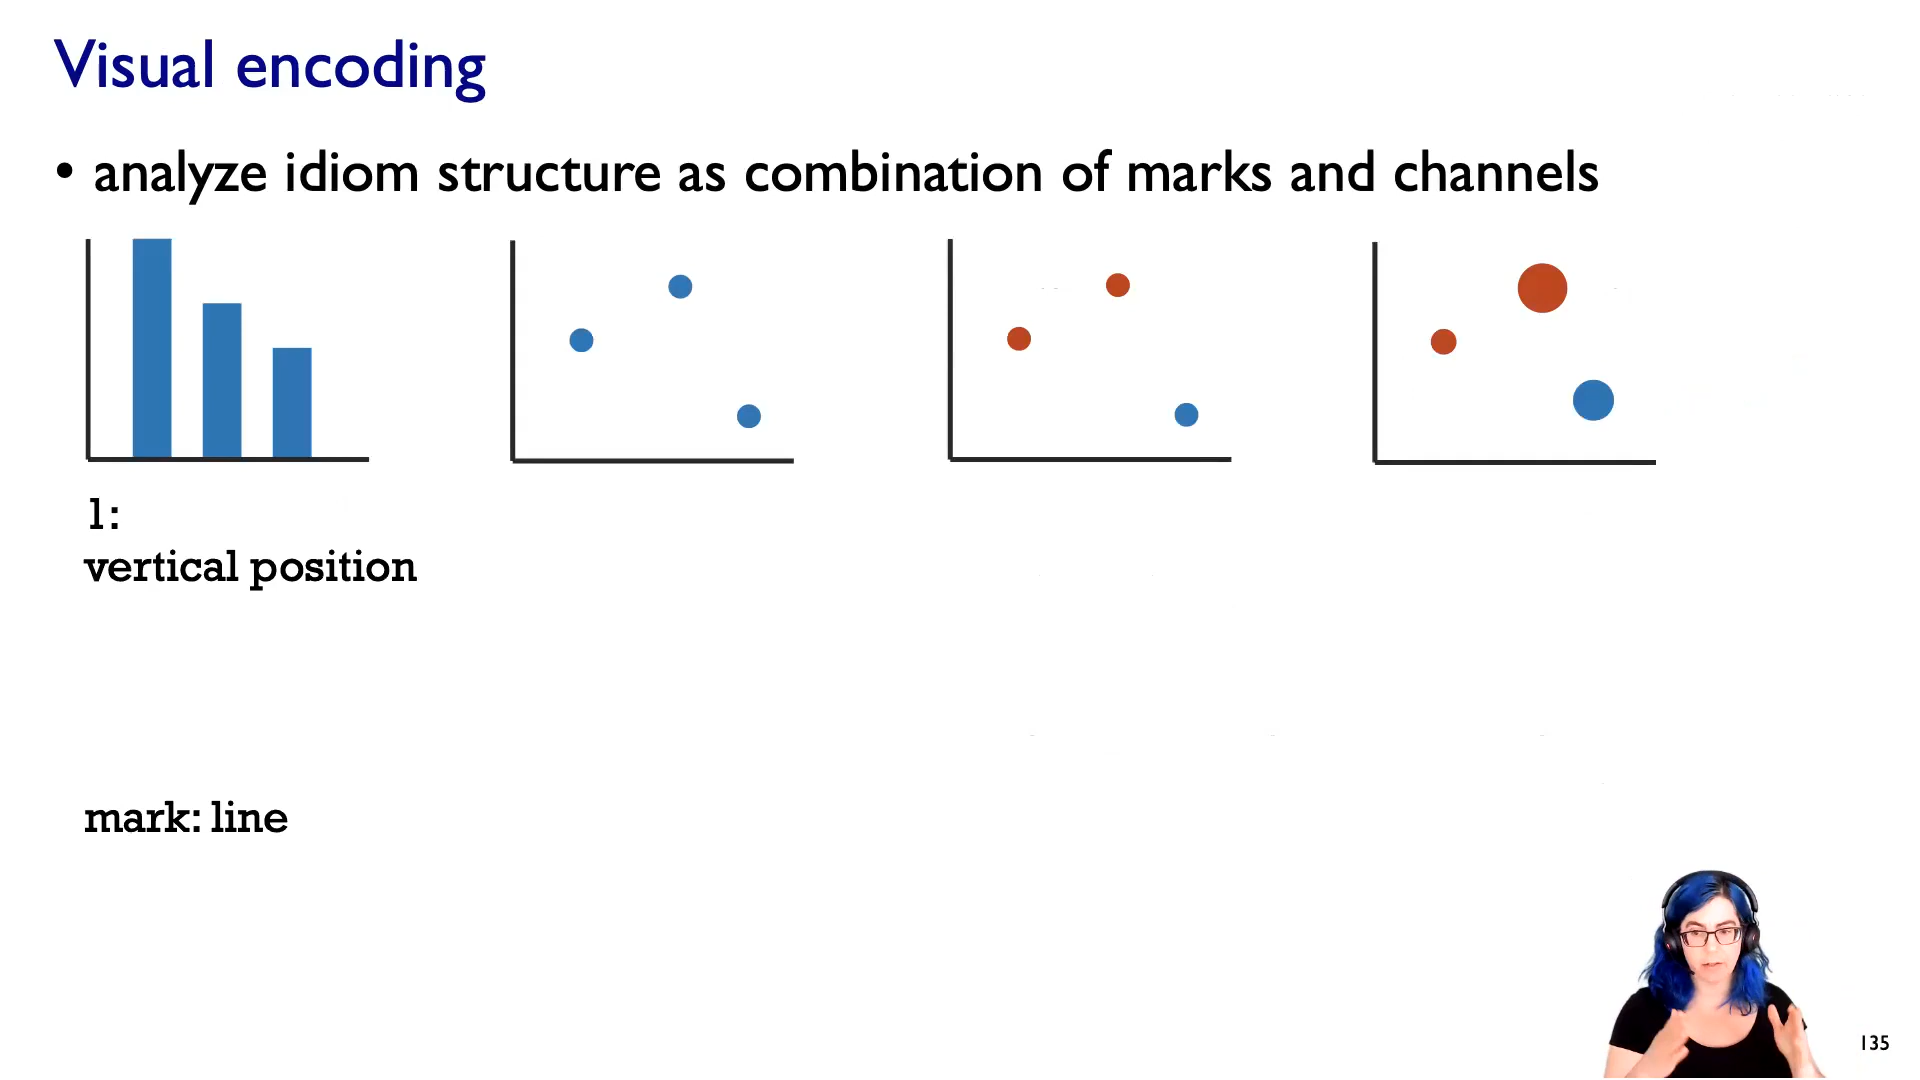 Visual encoding
• analyze idiom structure as combination of marks and channels
1:
vertical position
mark: line
135